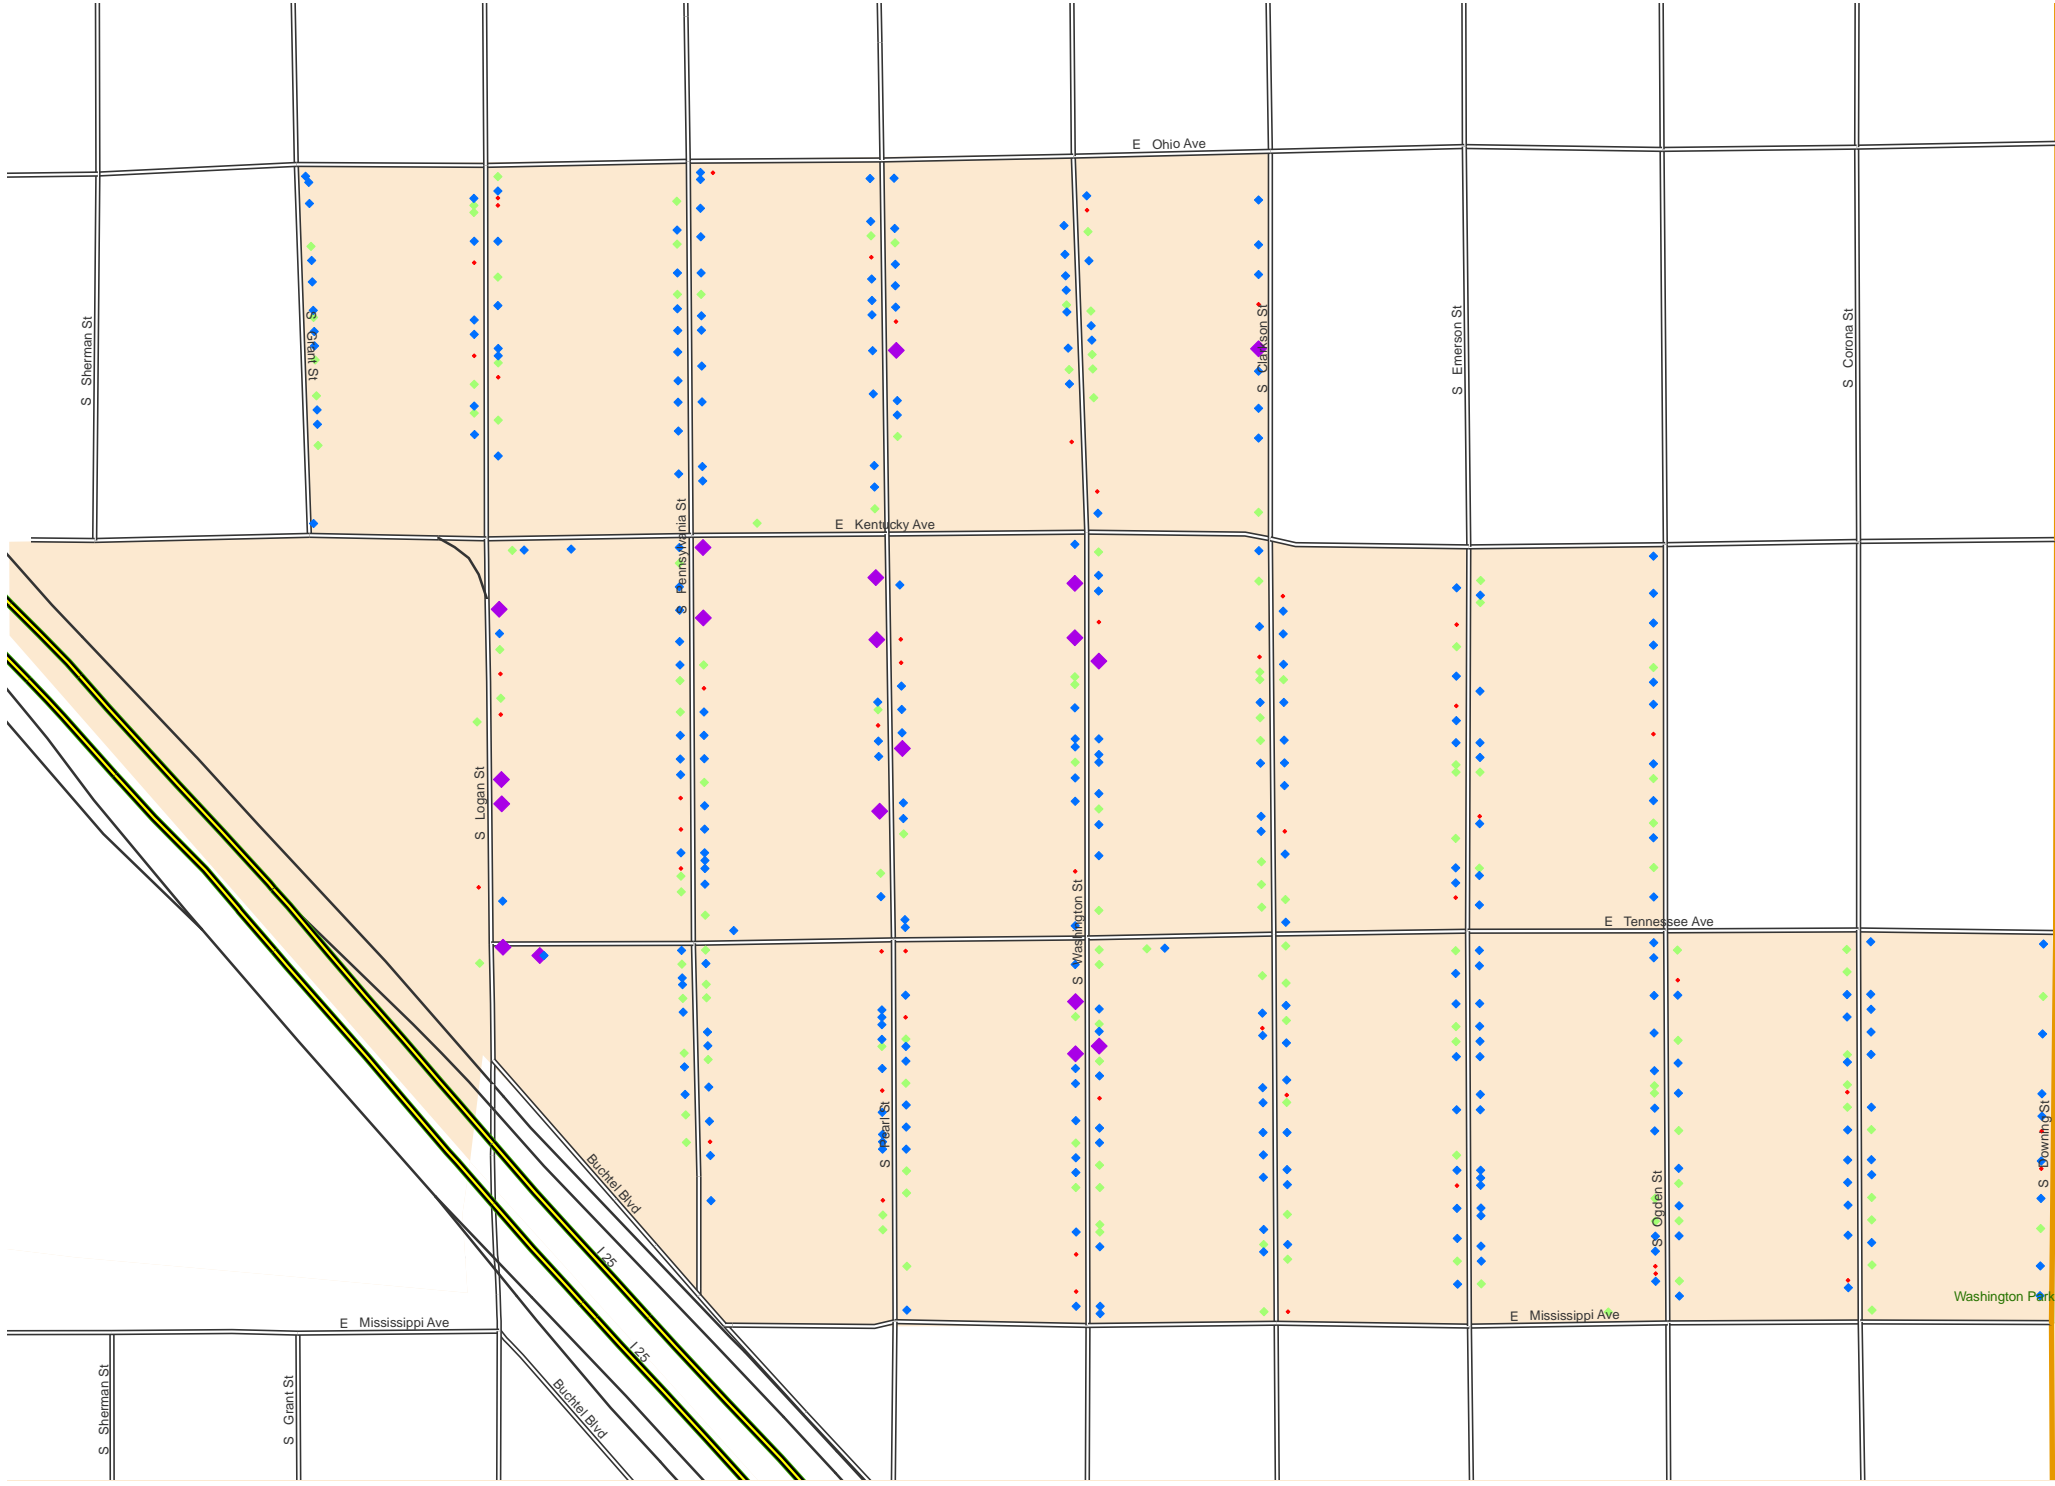 E Ohio Ave
S Sherman St
S Grant St
S Clarkson St
S Emerson St
S Corona St
E Kentucky Ave
S Pennsylvania St
S Logan St
S Washington St
E Tennessee Ave
S Pearl St
S Downing St
Buchtel Blvd
S Ogden St
I 25
Washington Park
E Mississippi Ave
E Mississippi Ave
I 25
S Sherman St
S Grant St
Buchtel Blvd